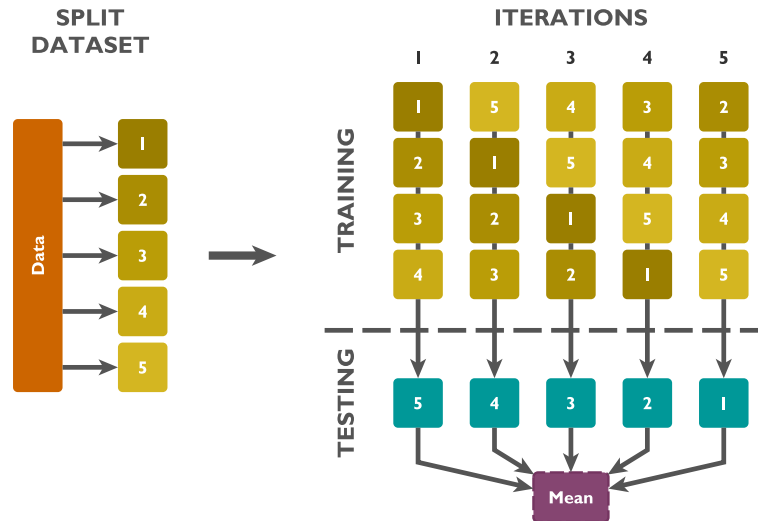 SPLIT
DATASET
Data
1
2
3
4
5
ITERATIONS
1 2 3 4 5
TRAINING
1 5 4 3 2
2 1 5 4 3
3 2 1 5 4
4 3 2 1 5
TESTING
5 4 3 2 1
Mean